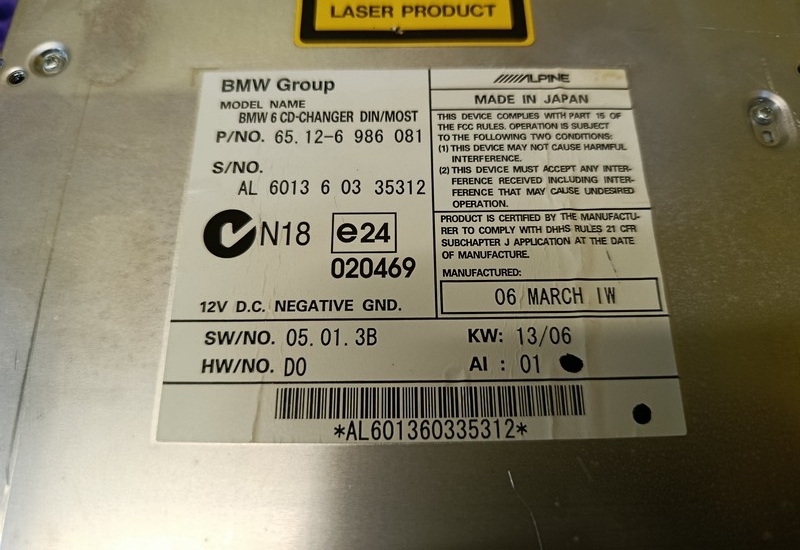 LASER PRODUCT
BMW Group
MODEL NAME
BMW 6 CD-CHANGER DIN/MOST
P/NO. 65.12-6 986 081
S/NO.
AL 6013 6 03 35312
N18 e24
020469
12V D.C. NEGATIVE GND.
ALPINE
MADE IN JAPAN
THIS DEVICE COMPLIES WITH PART 15 OF
THE FCC RULES. OPERATION IS SUBJECT
TO THE FOLLOWING TWO CONDITIONS:
(1) THIS DEVICE MAY NOT CAUSE HARMFUL
INTERFERENCE.
(2) THIS DEVICE MUST ACCEPT ANY INTER-
FERENCE RECEIVED INCLUDING INTER-
FERENCE THAT MAY CAUSE UNDESIRED
OPERATION.
PRODUCT IS CERTIFIED BY THE MANUFACTU-
RER TO COMPLY WITH DHHS RULES 21 CFR
SUBCHAPTER J APPLICATION AT THE DATE
OF MANUFACTURE.
MANUFACTURED:
06 MARCH IW
SW/NO. 05.01.3B KW: 13/06
HW/NO. D0 AI : 01
*AL601360335312*